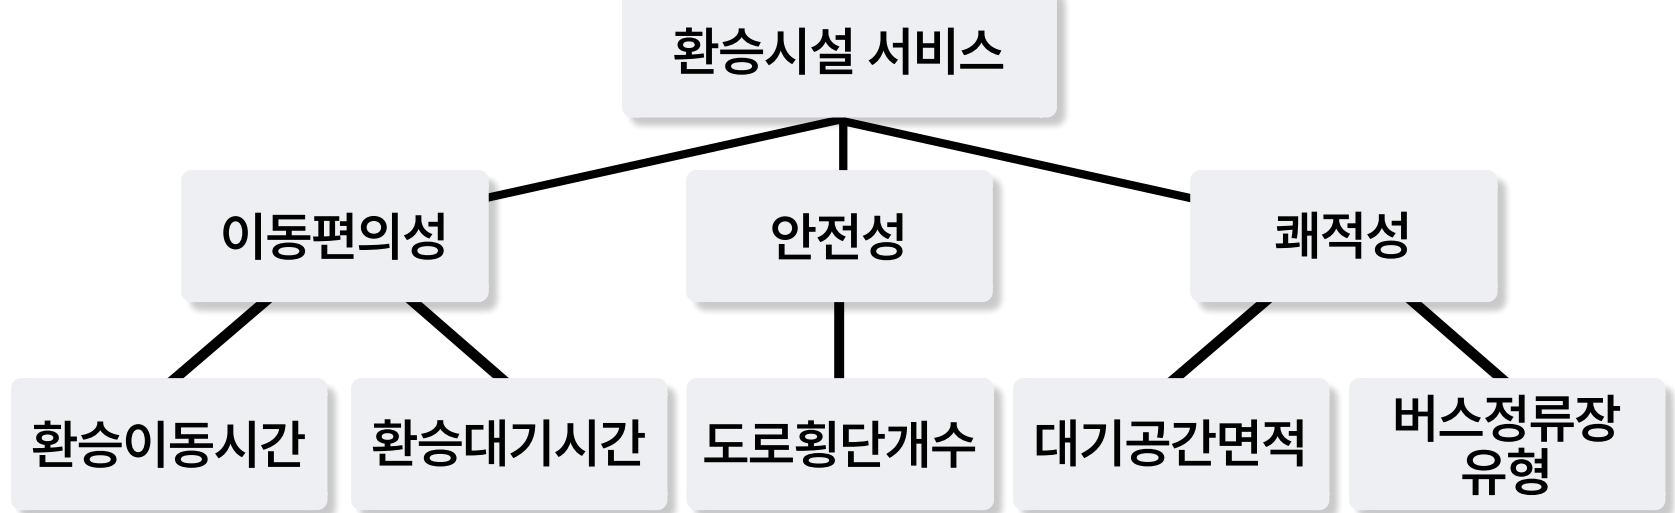 환승시설 서비스
이동편의성
안전성
쾌적성
환승이동시간
환승대기시간
도로횡단개수
대기공간면적
버스정류장
유형